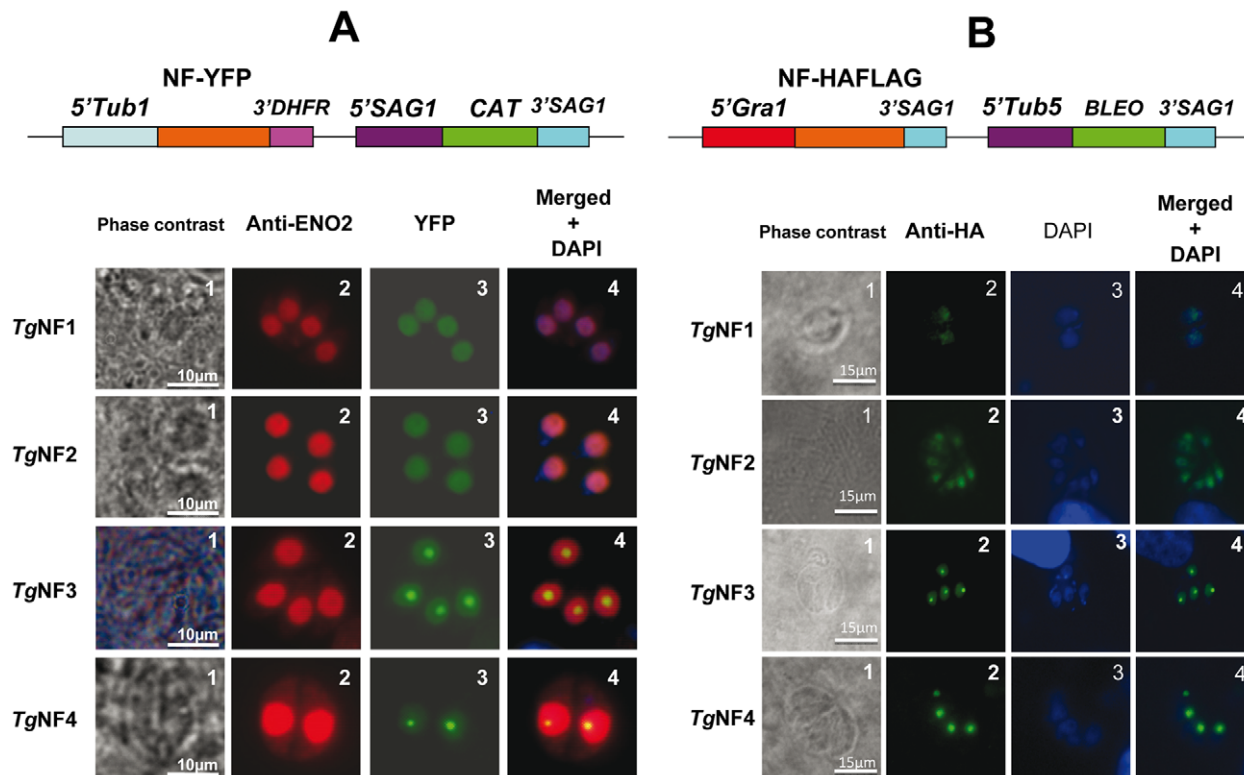 A
NF-YFP
5'Tub1
3'DHFR
5'SAG1
CAT
3'SAG1
Phase contrast
Anti-ENO2
YFP
Merged
+
DAPI
TgNF1
1
10µm
2
3
4
TgNF2
1
10µm
2
3
4
TgNF3
1
10µm
2
3
4
TgNF4
1
10µm
2
3
4
B
NF-HAFLAG
5'Gra1
3'SAG1
5'Tub5
BLEO
3'SAG1
Phase contrast
Anti-HA
DAPI
Merged
+
DAPI
TgNF1
1
15µm
2
3
4
TgNF2
1
15µm
2
3
4
TgNF3
1
15µm
2
3
4
TgNF4
1
15µm
2
3
4